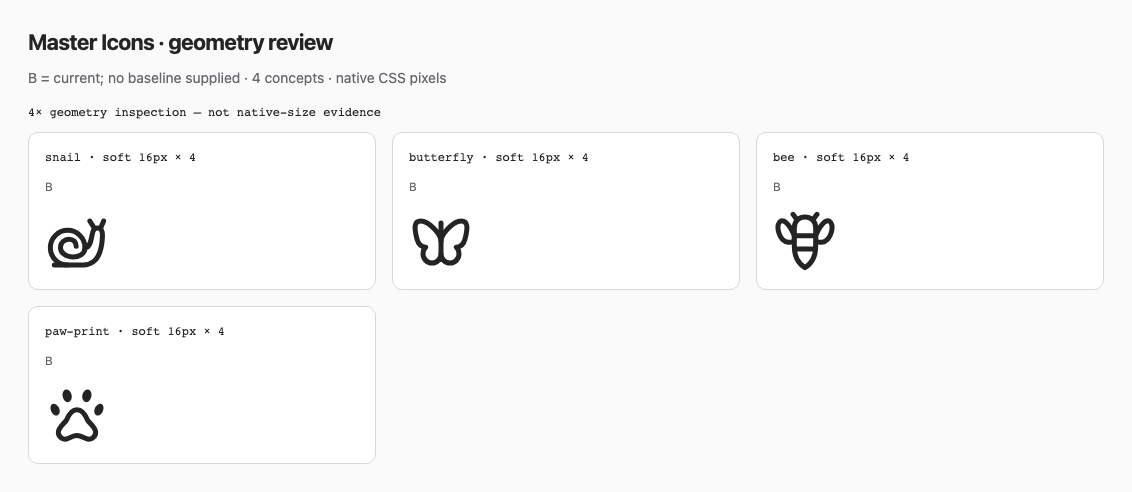 Master Icons · geometry review
B = current; no baseline supplied · 4 concepts · native CSS pixels
4× geometry inspection — not native-size evidence
snail · soft 16px × 4
B
butterfly · soft 16px × 4
B
bee · soft 16px × 4
B
paw-print · soft 16px × 4
B